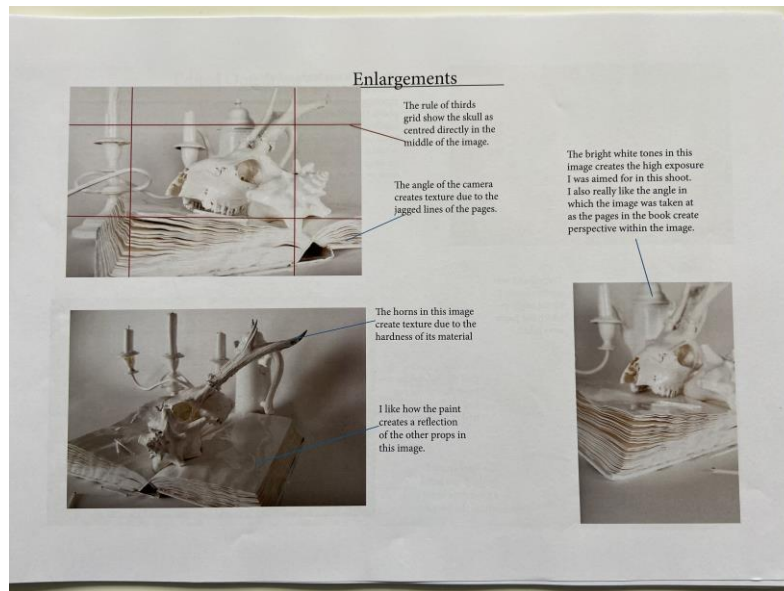 Enlargements
The rule of thirds
grid show the skull as
centred directly in the
middle of the image.
The angle of the camera
creates texture due to the
jagged lines of the pages.
The bright white tones in this
image creates the high exposure
I was aimed for in this shoot.
I also really like the angle in
which the image was taken at
as the pages in the book create
perspective within the image.
The horns in this image
create texture due to the
hardness of its material
I like how the paint
creates a reflection
of the other props in
this image.